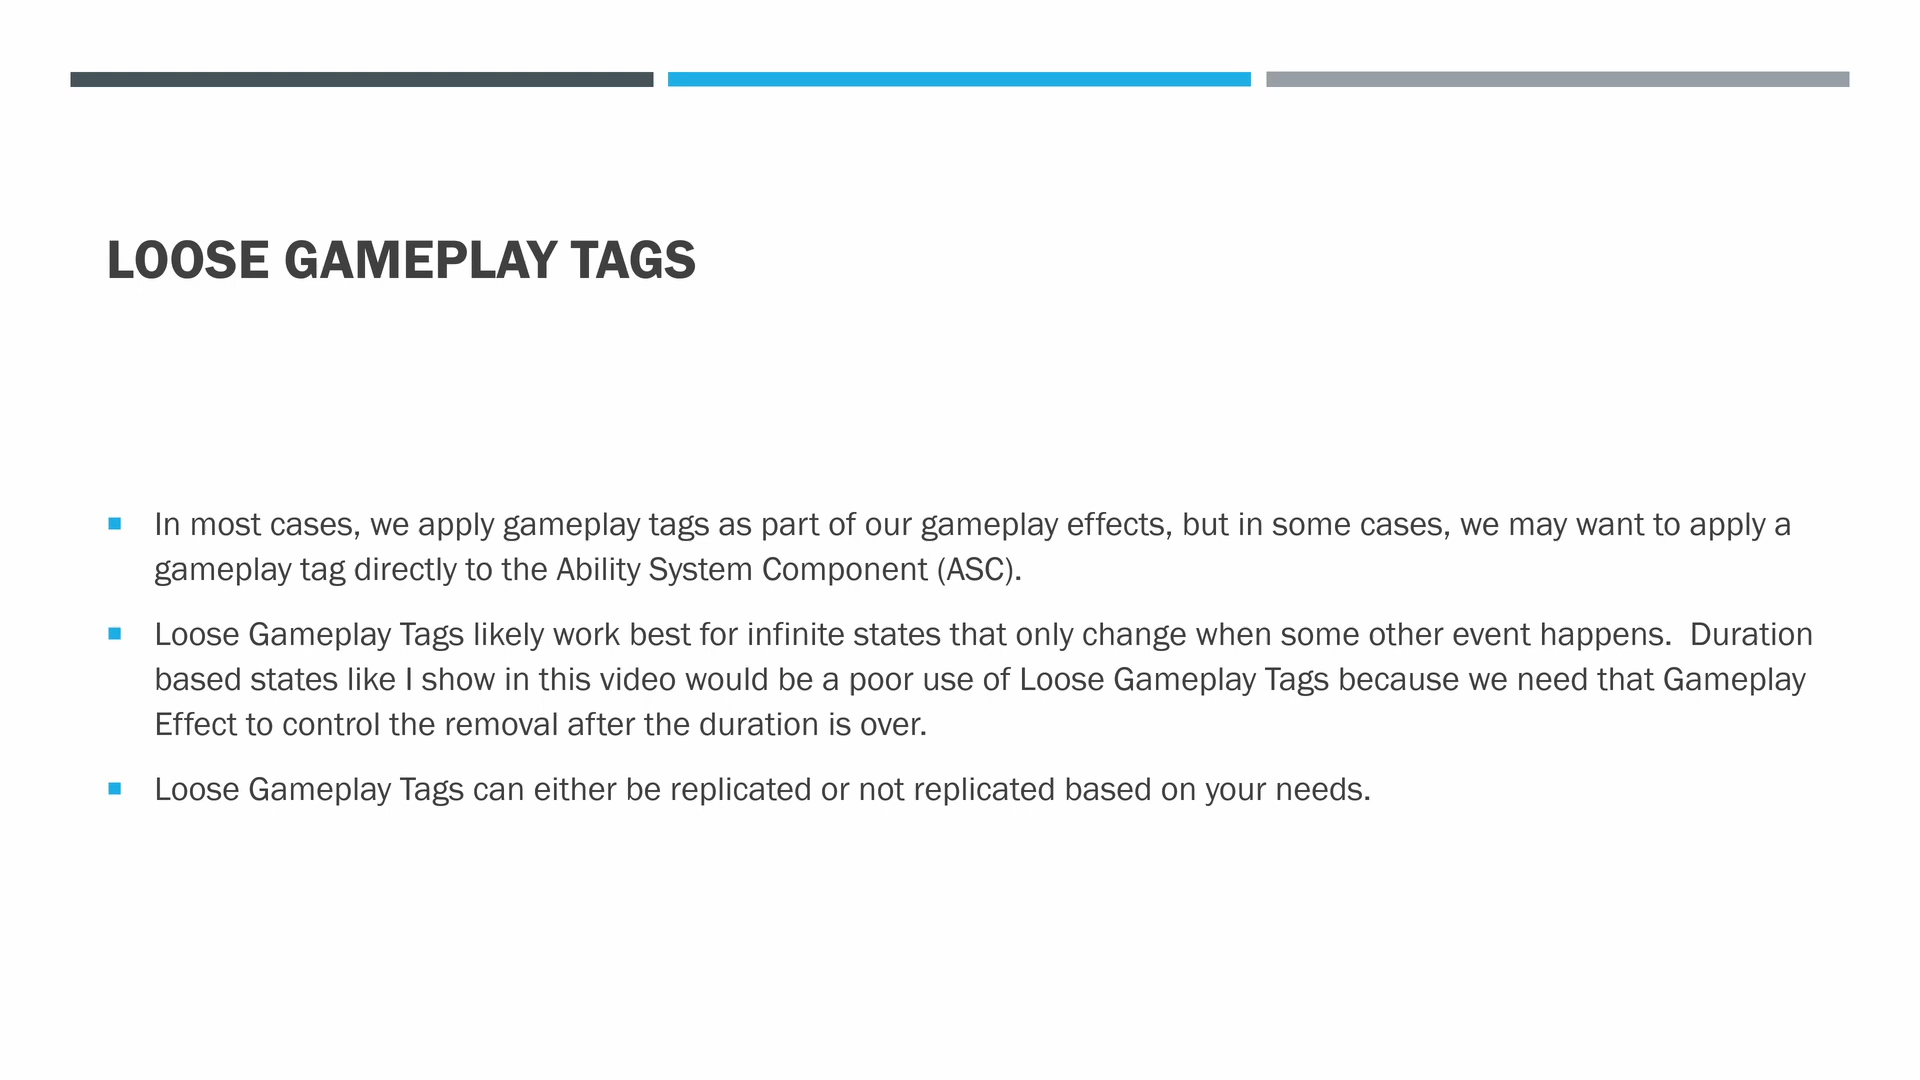 LOOSE GAMEPLAY TAGS
In most cases, we apply gameplay tags as part of our gameplay effects, but in some cases, we may want to apply a
gameplay tag directly to the Ability System Component (ASC).
Loose Gameplay Tags likely work best for infinite states that only change when some other event happens.  Duration
based states like I show in this video would be a poor use of Loose Gameplay Tags because we need that Gameplay
Effect to control the removal after the duration is over.
Loose Gameplay Tags can either be replicated or not replicated based on your needs.